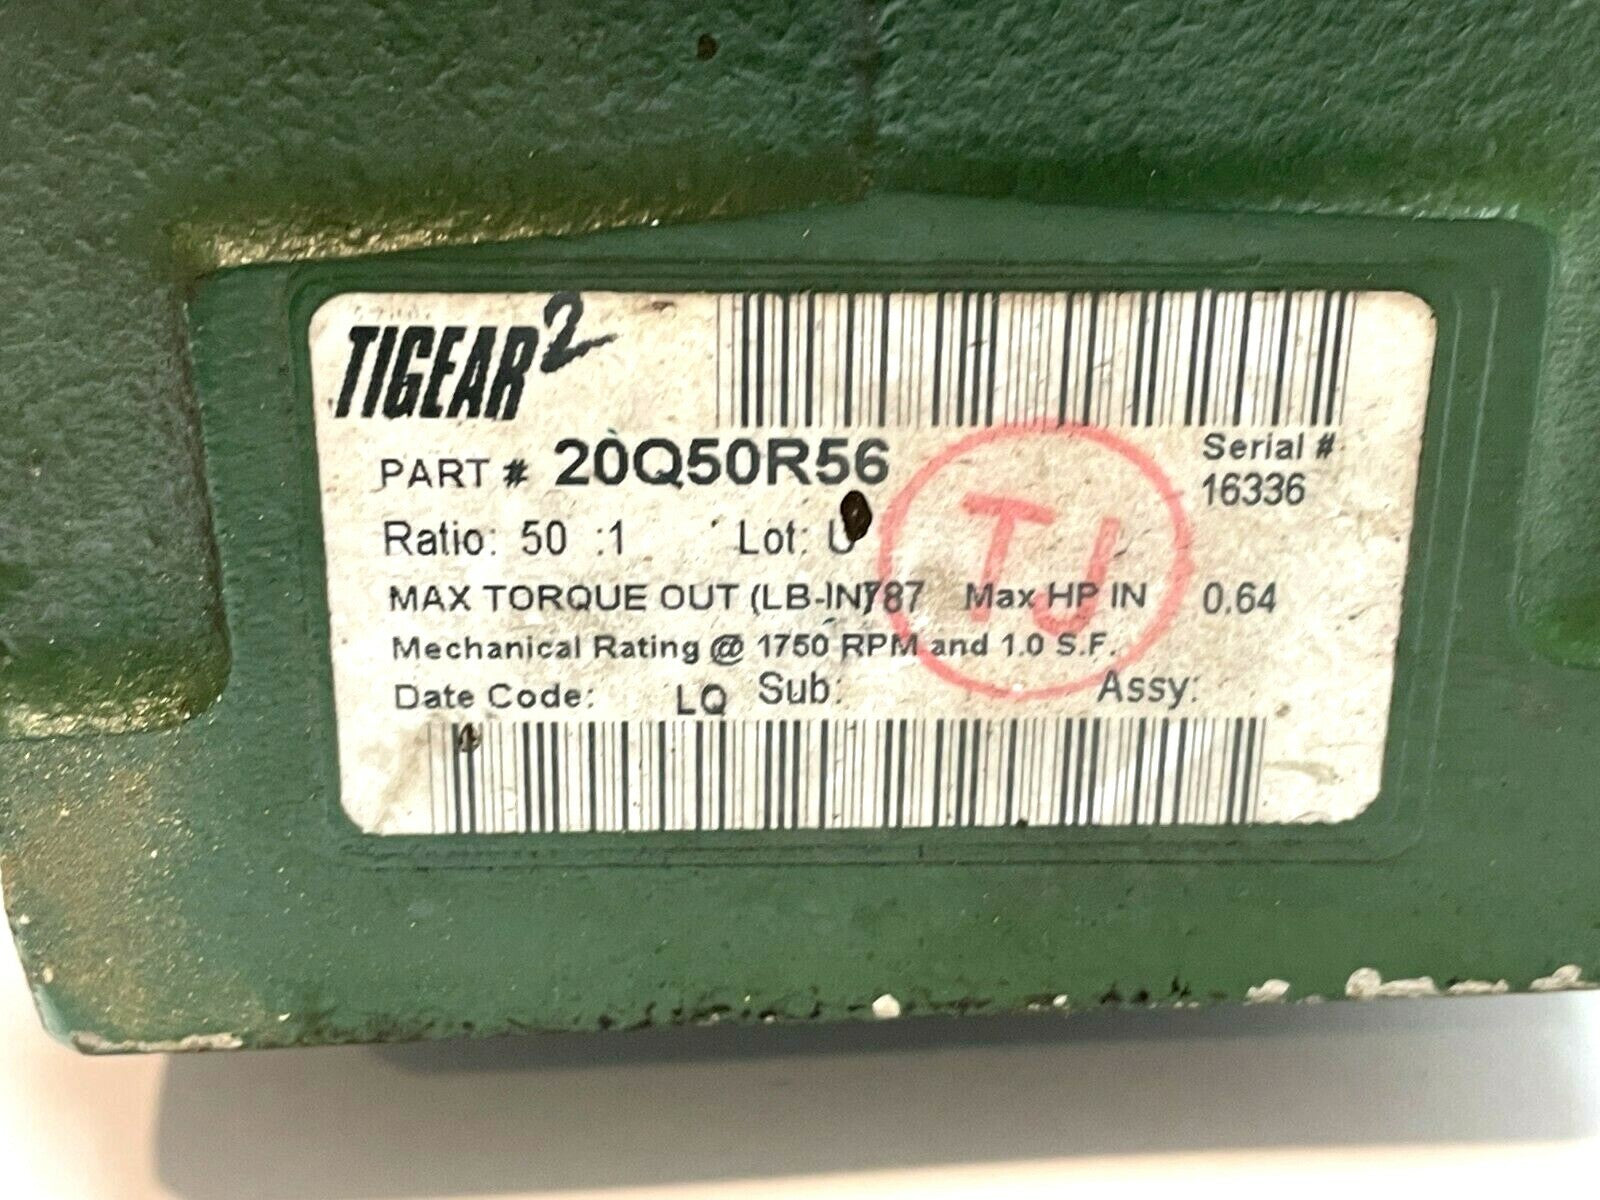 TIGEAR2
PART # 20Q50R56
Serial #
16336
Ratio: 50 :1 Lot: U
MAX TORQUE OUT (LB-IN)787 Max HP IN 0.64
Mechanical Rating @ 1750 RPM and 1.0 S.F.
Date Code: LQ Sub: Assy:
TJ